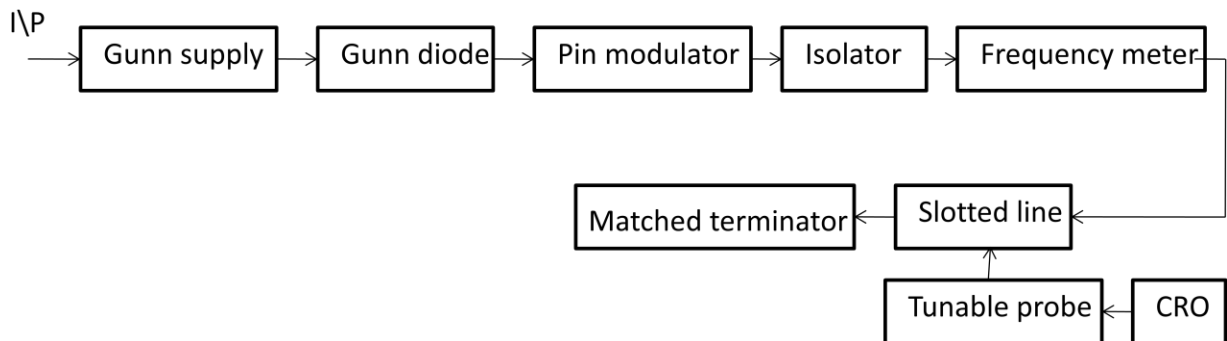 I\P
Gunn supply
Gunn diode
Pin modulator
Isolator
Frequency meter
Matched terminator
Slotted line
Tunable probe
CRO